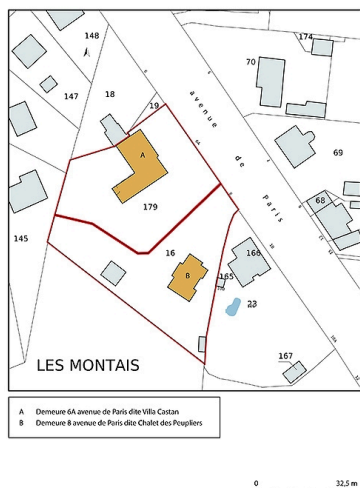 148
174
70
147
18
19
avenue
de
Paris
A
69
179
68
145
16
166
B
165
23
167
LES MONTAIS
A Demeure 6A avenue de Paris dite Villa Castan
B Demeure 8 avenue de Paris dite Chalet des Peupliers
0 32,5 m